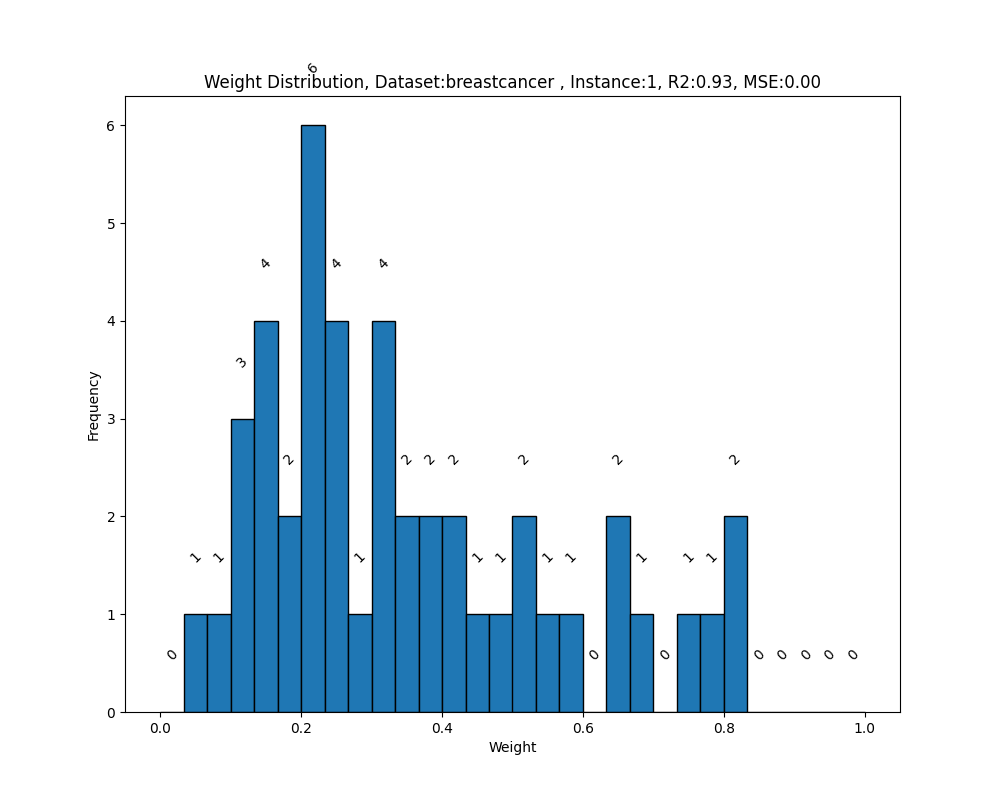 6
Weight Distribution, Dataset:breastcancer , Instance:1, R2:0.93, MSE:0.00
6
5
4
3
2
1
0
Frequency
0 1 1 3 4 2 4 1 4 2 2 2 1 1 2 1 1 0 2 1 0 1 1 2 0 0 0 0 0
0.0 0.2 0.4 0.6 0.8 1.0
Weight